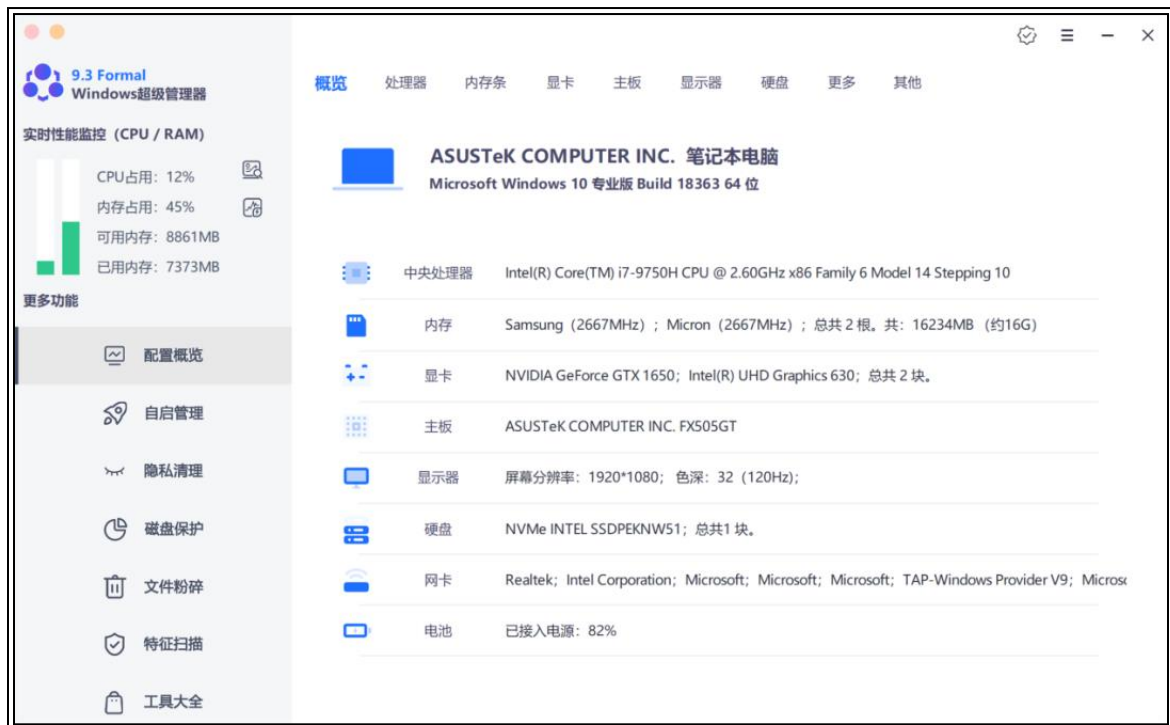 9.3 Formal
Windows超级管理器
实时性能监控（CPU / RAM）
CPU占用：12%
内存占用：45%
可用内存：8861MB
已用内存：7373MB
更多功能
配置概览
自启管理
隐私清理
磁盘保护
文件粉碎
特征扫描
工具大全
概览 处理器 内存条 显卡 主板 显示器 硬盘 更多 其他
ASUSTeK COMPUTER INC. 笔记本电脑
Microsoft Windows 10 专业版 Build 18363 64 位
中央处理器 Intel(R) Core(TM) i7-9750H CPU @ 2.60GHz x86 Family 6 Model 14 Stepping 10
内存 Samsung（2667MHz）；Micron（2667MHz）；总共 2 根。共：16234MB （约16G）
显卡 NVIDIA GeForce GTX 1650；Intel(R) UHD Graphics 630；总共 2 块。
主板 ASUSTeK COMPUTER INC. FX505GT
显示器 屏幕分辨率：1920*1080；色深：32（120Hz);
硬盘 NVMe INTEL SSDPEKNW51；总共1 块。
网卡 Realtek；Intel Corporation；Microsoft；Microsoft；Microsoft；TAP-Windows Provider V9；Microsc
电池 已接入电源：82%